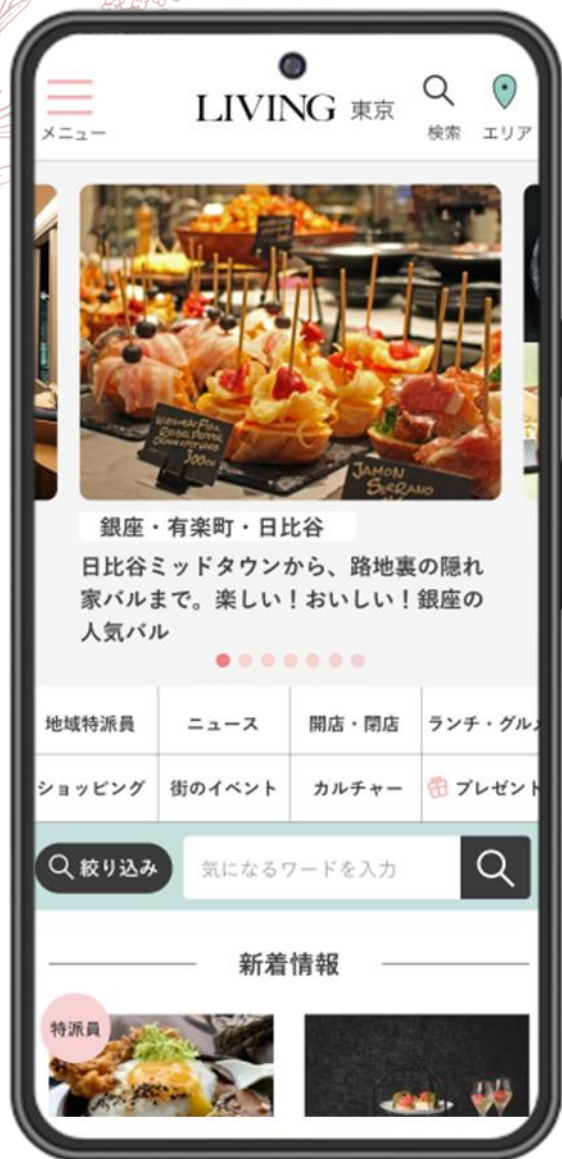 メニュー
LIVING 東京
検索
エリア
JAMON
SERRANO
銀座・有楽町・日比谷
日比谷ミッドタウンから、路地裏の隠れ
家バルまで。楽しい！おいしい！銀座の
人気バル
地域特派員
ニュース
開店・閉店
ランチ・グル
ショッピング
街のイベント
カルチャー
プレゼント
絞り込み
気になるワードを入力
新着情報
特派員